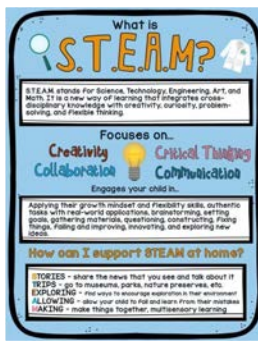 What is
S.T.E.A.M?
S.T.E.A.M. stands for Science, Technology, Engineering, Art, and
Math. It is a new way of learning that integrates cross-
disciplinary knowledge with creativity, curiosity, problem-
solving, and flexible thinking.
Focuses on...
Creativity Critical Thinking
Collaboration Communication
Engages your child in...
Applying their growth mindset and flexibility skills, authentic
tasks with real-world applications, brainstorming, setting
goals, gathering materials, questioning, constructing, fixing
things, failing and improving, innovating, and exploring new
ideas.
How can I support STEAM at home?
STORIES - share the news that you see and talk about it
TRIPS - go to museums, parks, nature preserves, etc.
EXPLORING - find ways to encourage exploration in their environment
ALLOWING - allow your child to fail and learn from their mistakes
MAKING - make things together, multisensory learning